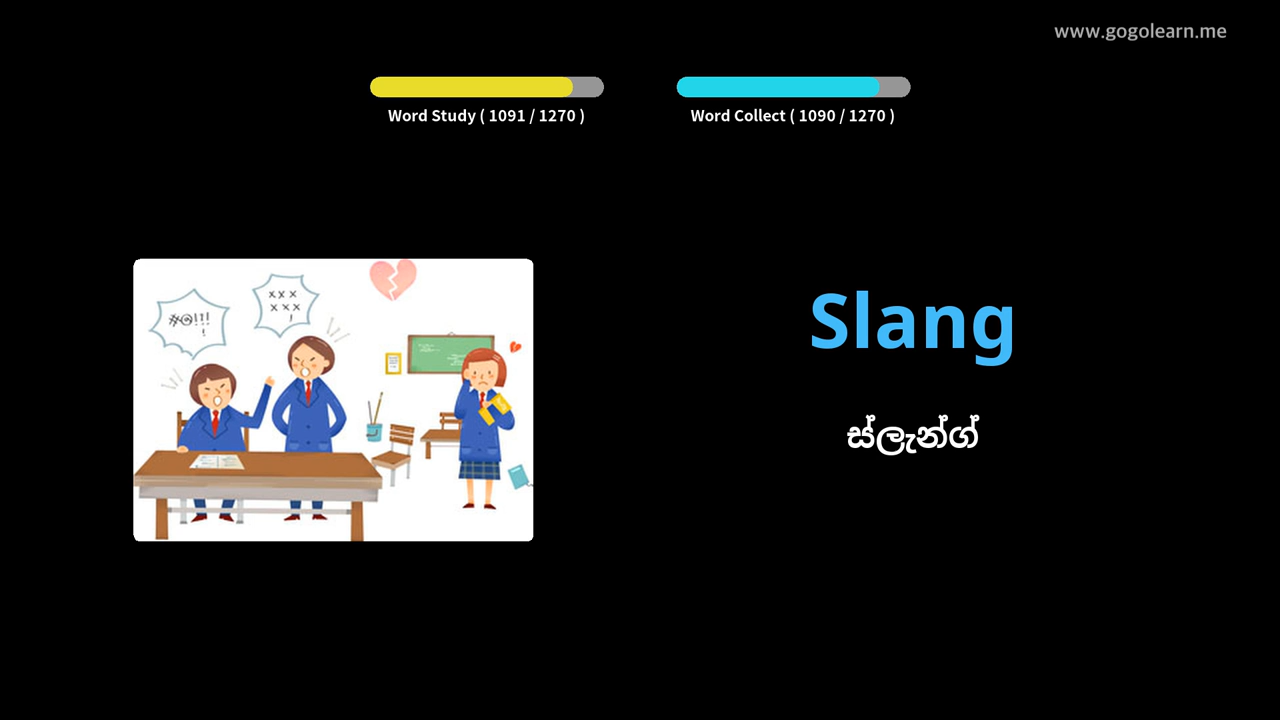 www.gogolearn.me
Word Study ( 1091 / 1270 )
Word Collect ( 1090 / 1270 )
#@!?!
!
x x x
x x x
!
Slang
ස්ලැන්ග්